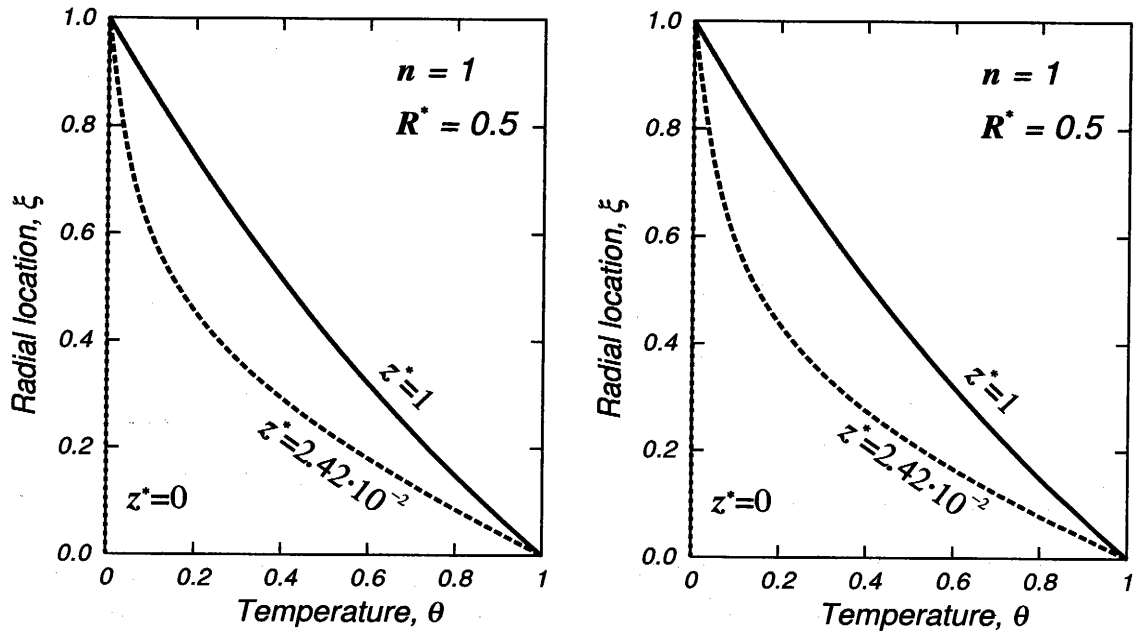 1.0
0.8
0.6
0.4
0.2
0.0
Radial location, ξ
n = 1
R* = 0.5
z*=1
z*=2.42·10⁻²
z*=0
0
0.2
0.4
0.6
0.8
1
Temperature, θ
1.0
0.8
0.6
0.4
0.2
0.0
Radial location, ξ
n = 1
R* = 0.5
z*=1
z*=2.42·10⁻²
z*=0
0
0.2
0.4
0.6
0.8
1
Temperature, θ